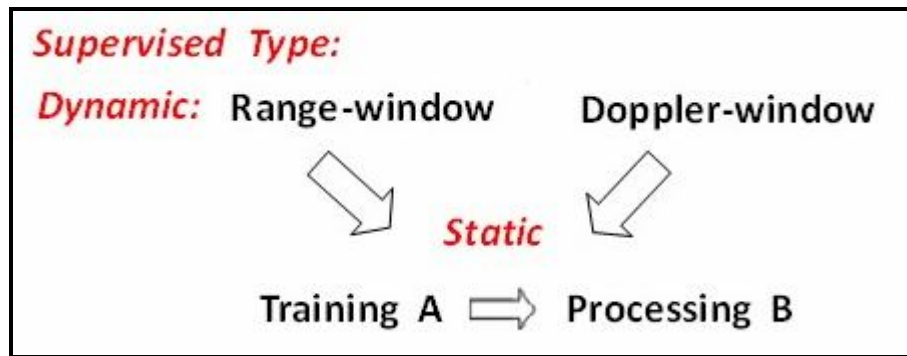 Supervised Type:
Dynamic: Range-window Doppler-window
Static
Training A Processing B